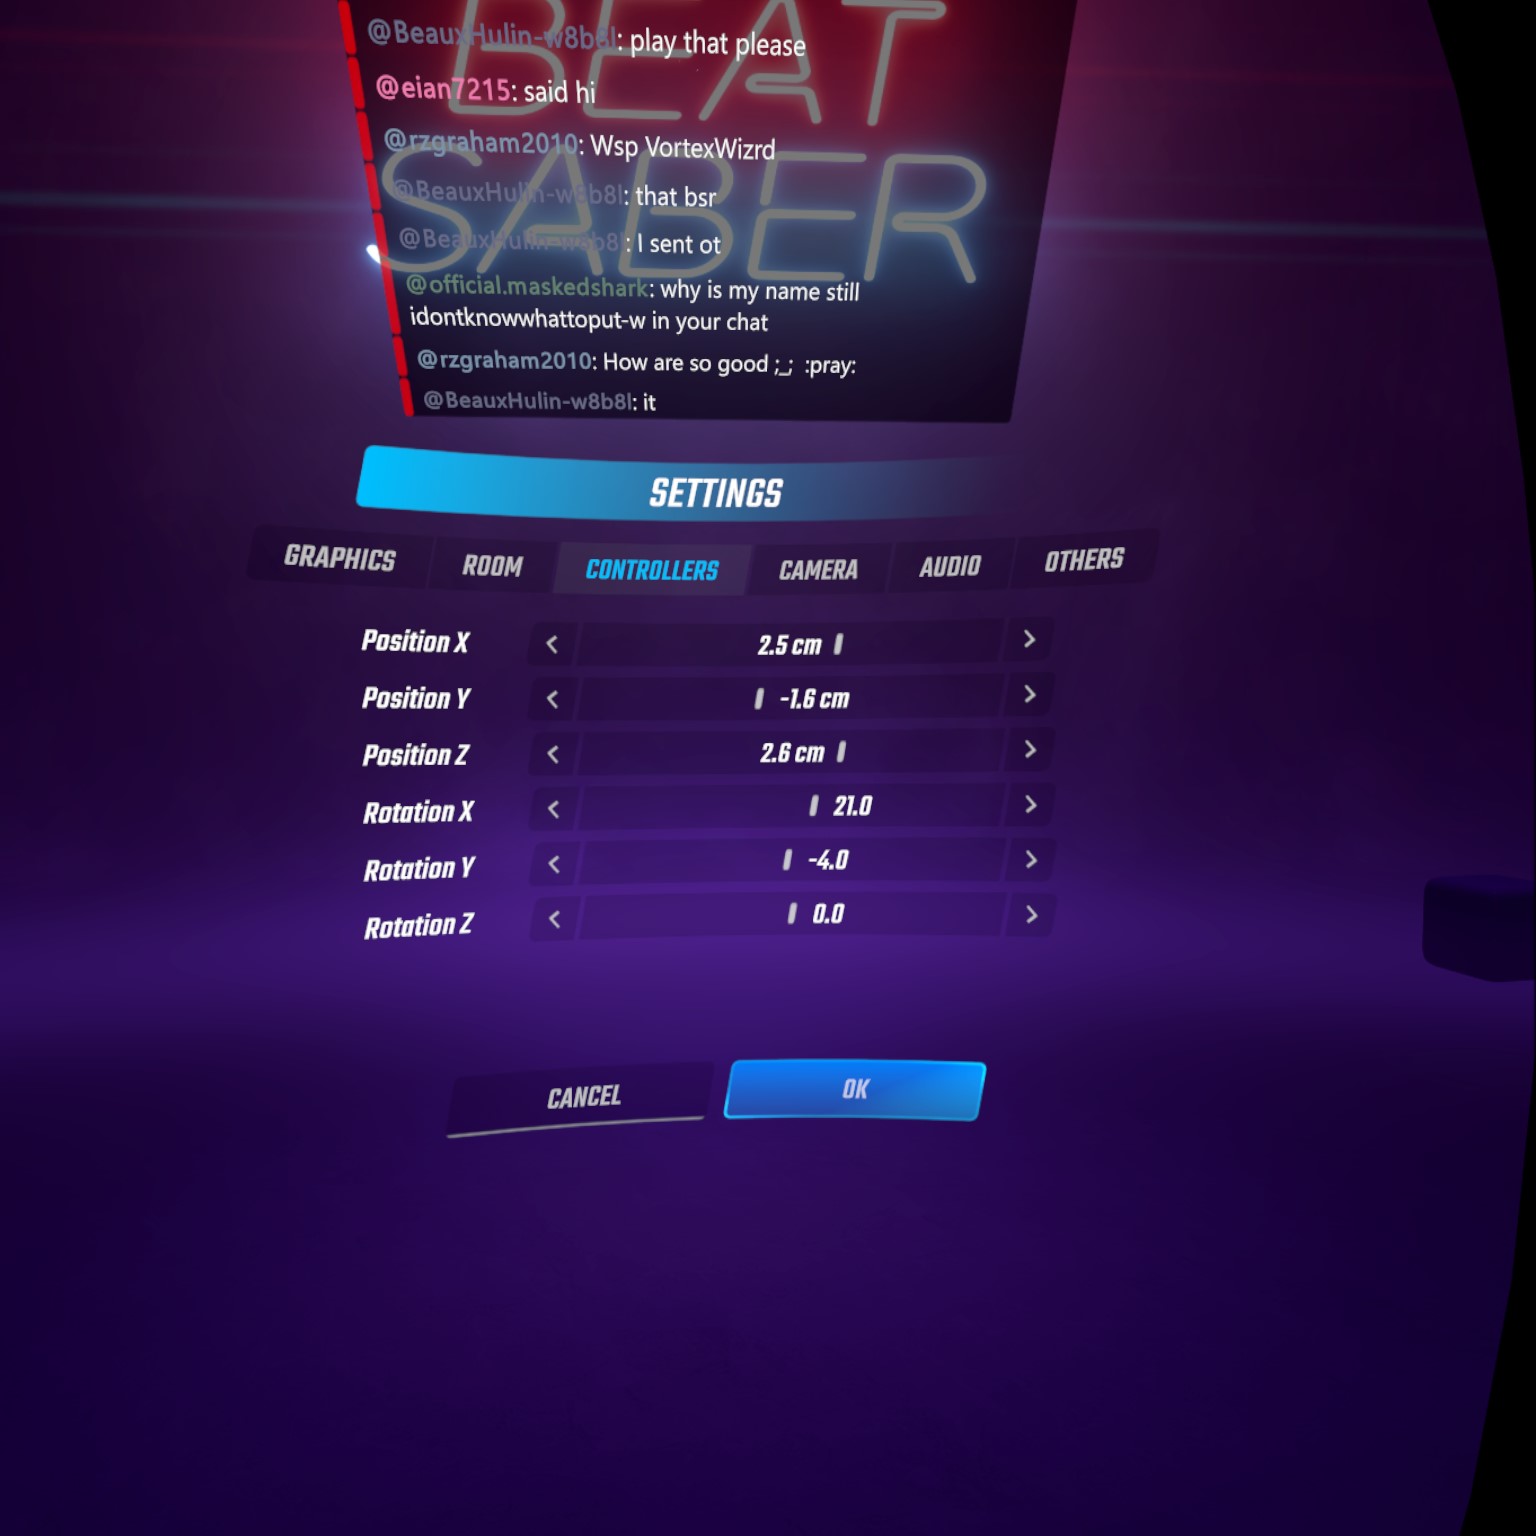 BEAT
SABER
@BeauxHulin-w8b8l: play that please
@eian7215: said hi
@rzgraham2010: Wsp VortexWizrd
@BeauxHulin-w8b8l: that bsr
@BeauxHulin-w8b8l: I sent ot
@official.maskedshark: why is my name still
idontknowwhattoput-w in your chat
@rzgraham2010: How are so good ;_; :pray:
@BeauxHulin-w8b8l: it
SETTINGS
GRAPHICS ROOM CONTROLLERS CAMERA AUDIO OTHERS
Position X < 2.5 cm >
Position Y < -1.6 cm >
Position Z < 2.6 cm >
Rotation X < 21.0 >
Rotation Y < -4.0 >
Rotation Z < 0.0 >
CANCEL OK